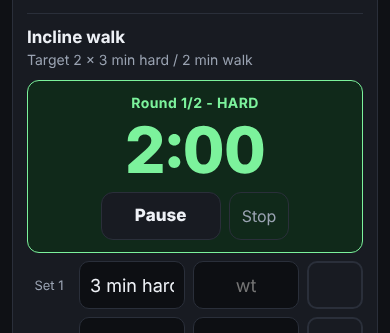 Incline walk
Target 2 × 3 min hard / 2 min walk
Round 1/2 - HARD
2:00
Pause Stop
Set 1 3 min hard wt